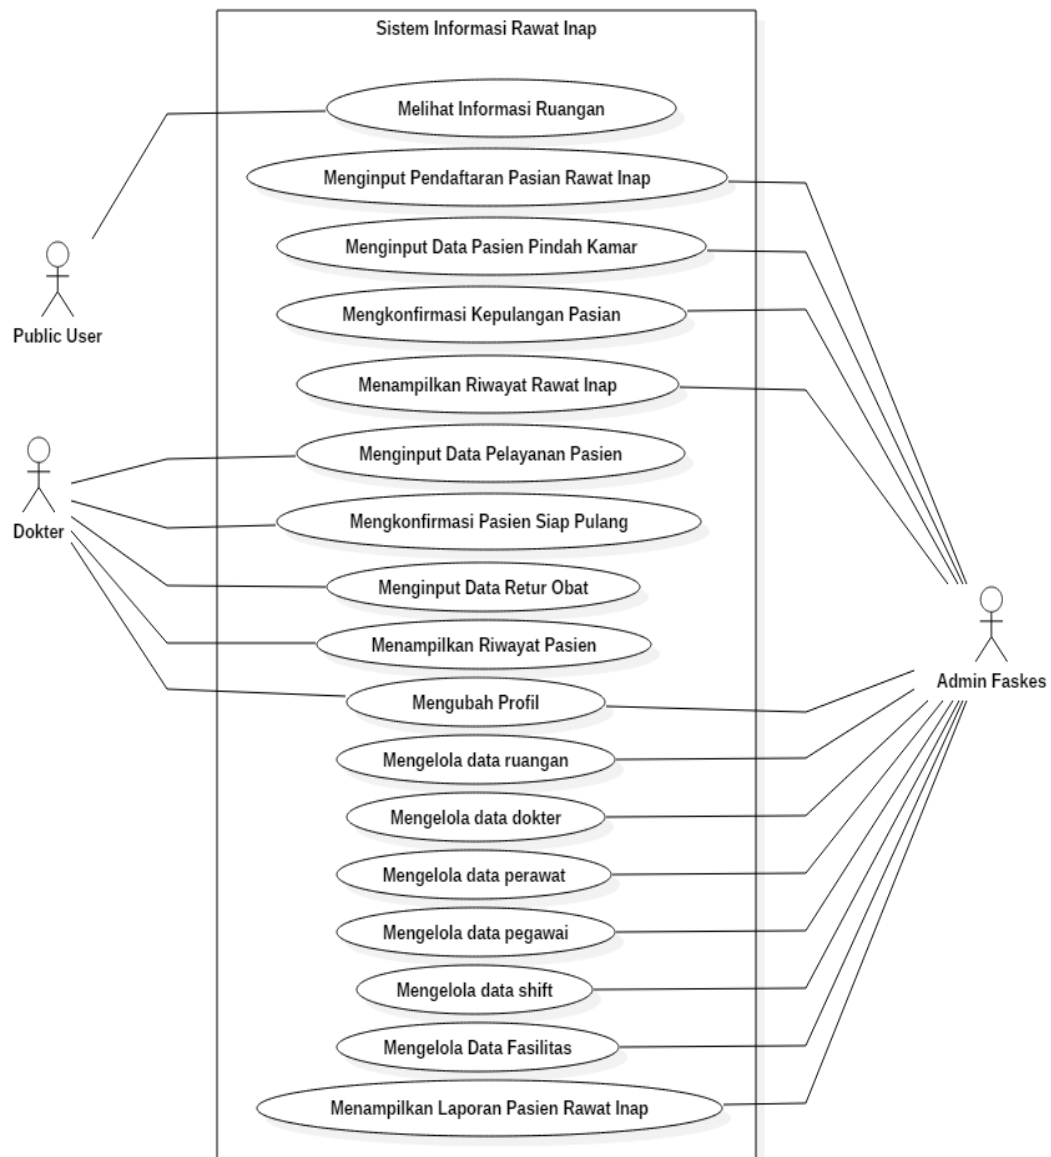 Sistem Informasi Rawat Inap
Melihat Informasi Ruangan
Menginput Pendaftaran Pasian Rawat Inap
Menginput Data Pasien Pindah Kamar
Public User
Mengkonfirmasi Kepulangan Pasian
Menampilkan Riwayat Rawat Inap
Menginput Data Pelayanan Pasien
Dokter
Mengkonfirmasi Pasien Siap Pulang
Menginput Data Retur Obat
Menampilkan Riwayat Pasien
Admin Faskes
Mengubah Profil
Mengelola data ruangan
Mengelola data dokter
Mengelola data perawat
Mengelola data pegawai
Mengelola data shift
Mengelola Data Fasilitas
Menampilkan Laporan Pasien Rawat Inap